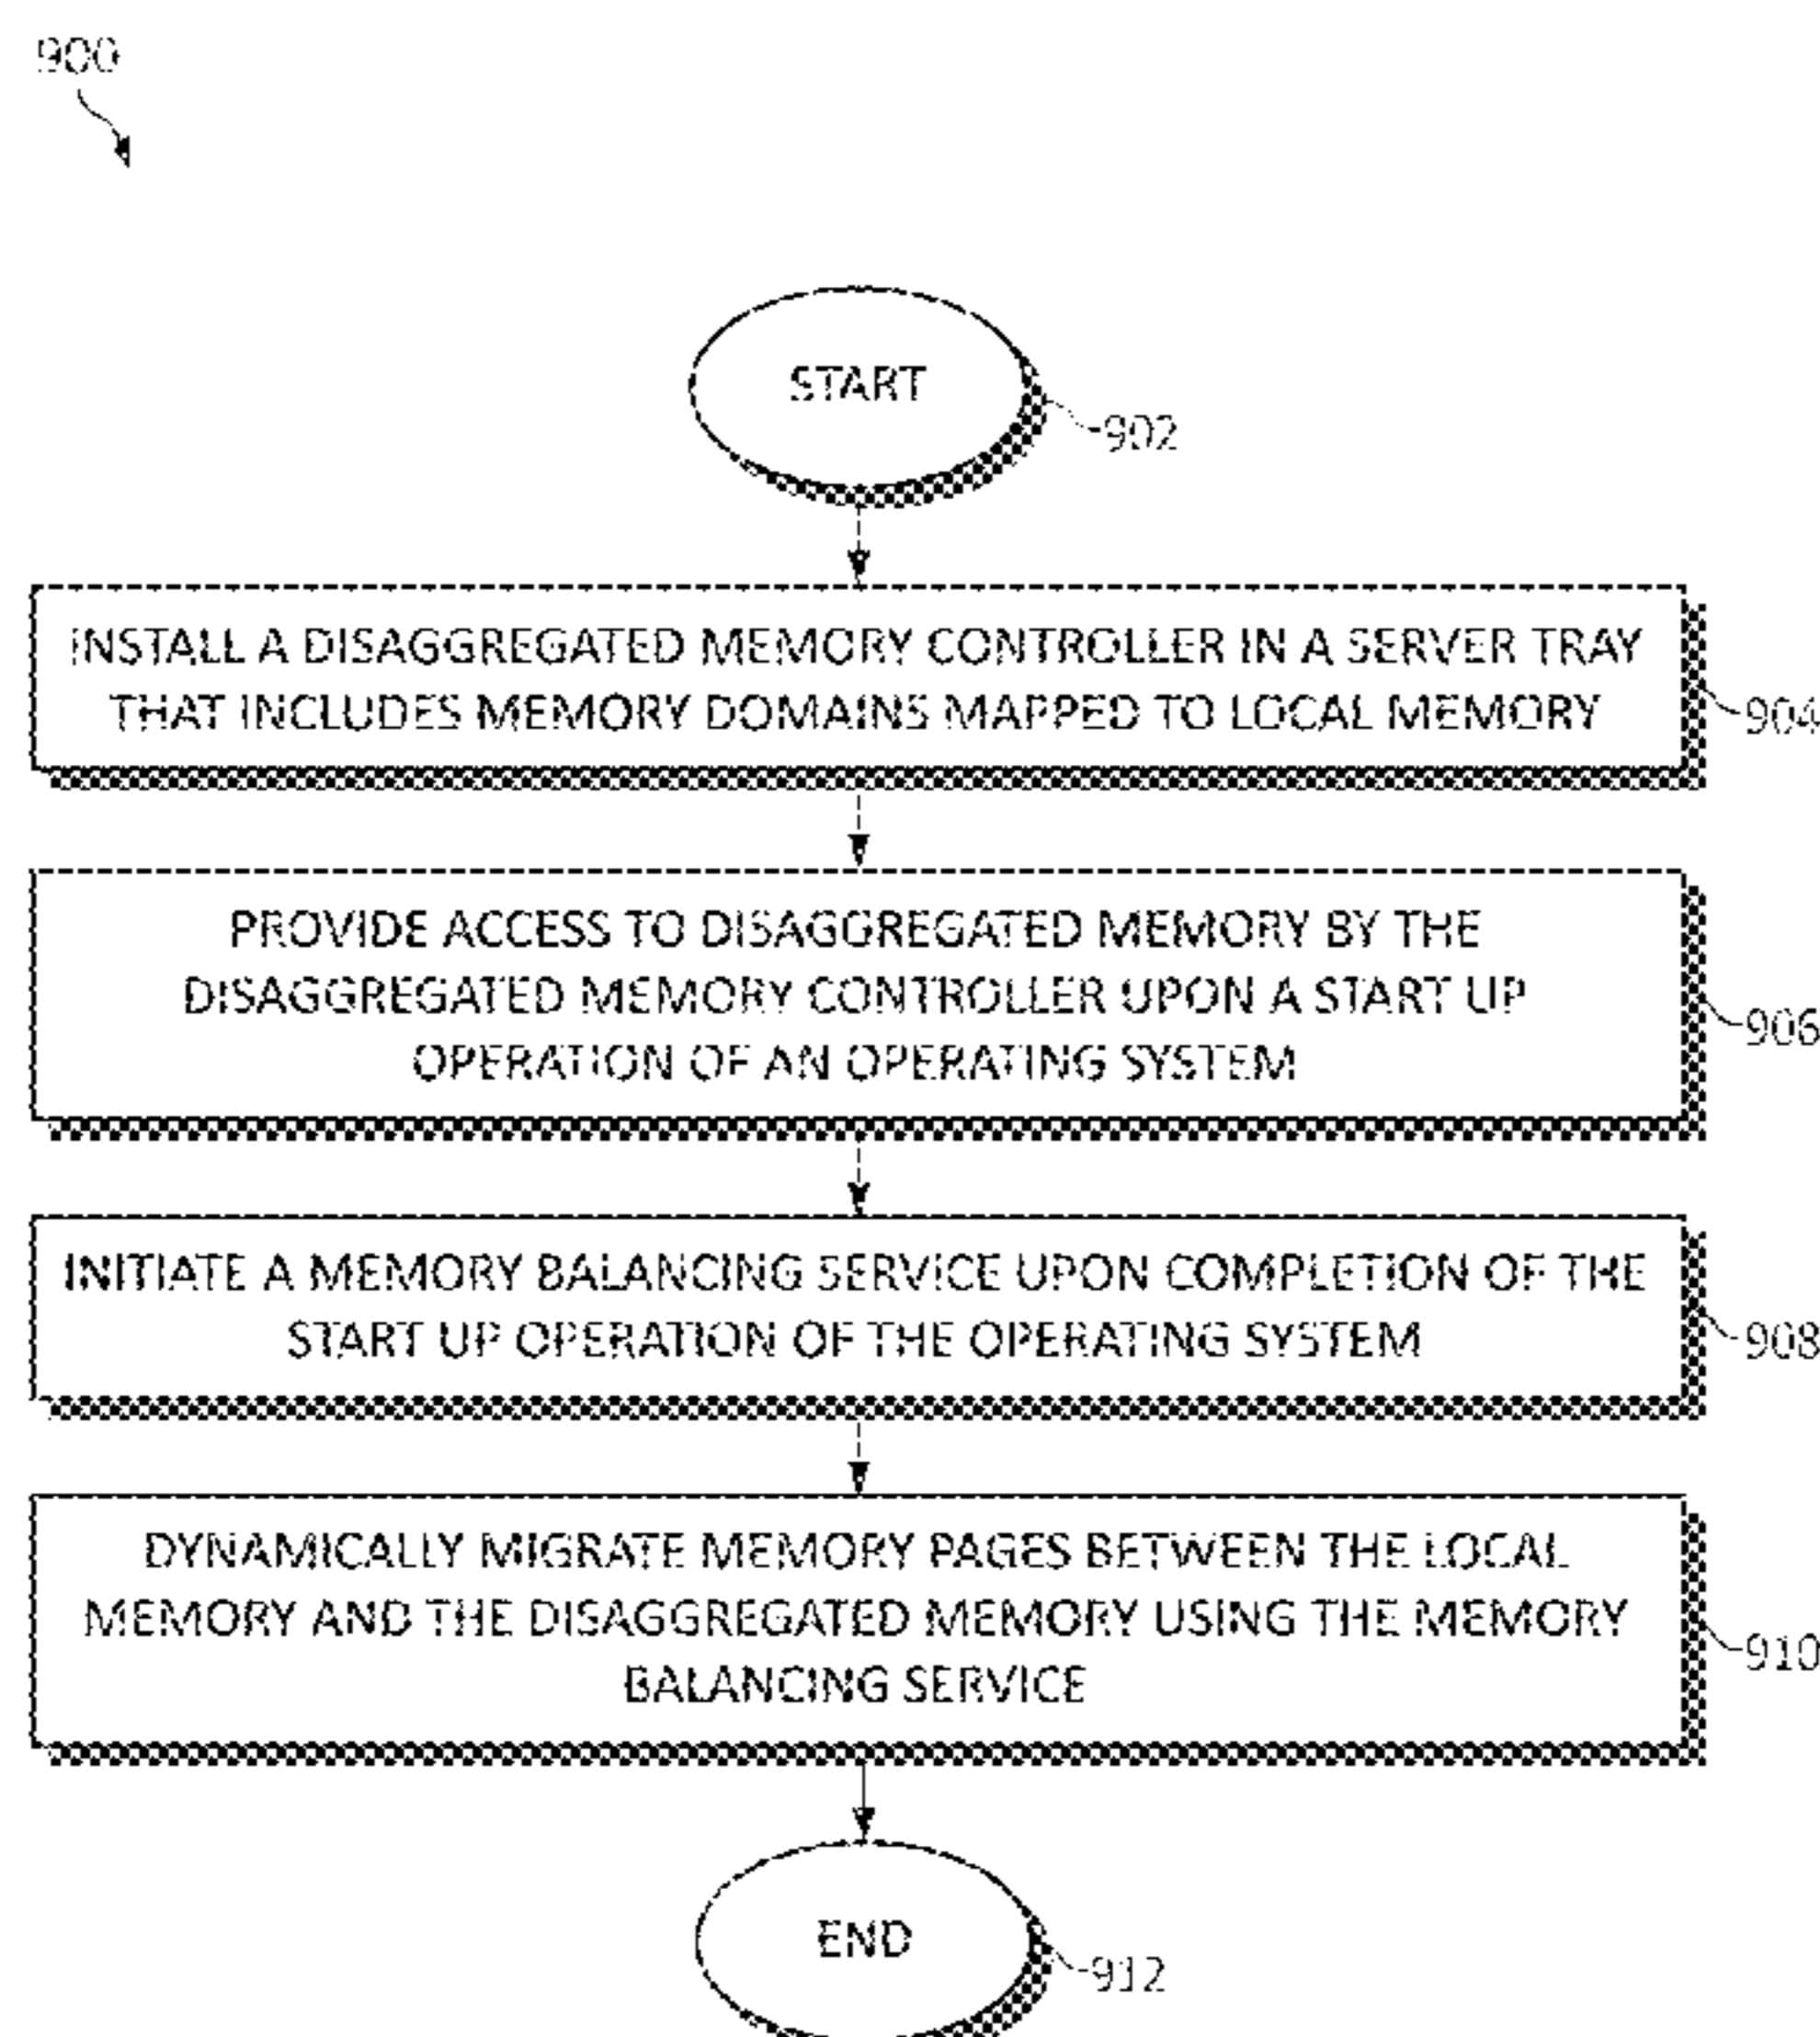 900
START
902
INSTALL A DISAGGREGATED MEMORY CONTROLLER IN A SERVER TRAY
THAT INCLUDES MEMORY DOMAINS MAPPED TO LOCAL MEMORY
904
PROVIDE ACCESS TO DISAGGREGATED MEMORY BY THE
DISAGGREGATED MEMORY CONTROLLER UPON A START UP
OPERATION OF AN OPERATING SYSTEM
906
INITIATE A MEMORY BALANCING SERVICE UPON COMPLETION OF THE
START UP OPERATION OF THE OPERATING SYSTEM
908
DYNAMICALLY MIGRATE MEMORY PAGES BETWEEN THE LOCAL
MEMORY AND THE DISAGGREGATED MEMORY USING THE MEMORY
BALANCING SERVICE
910
END
912